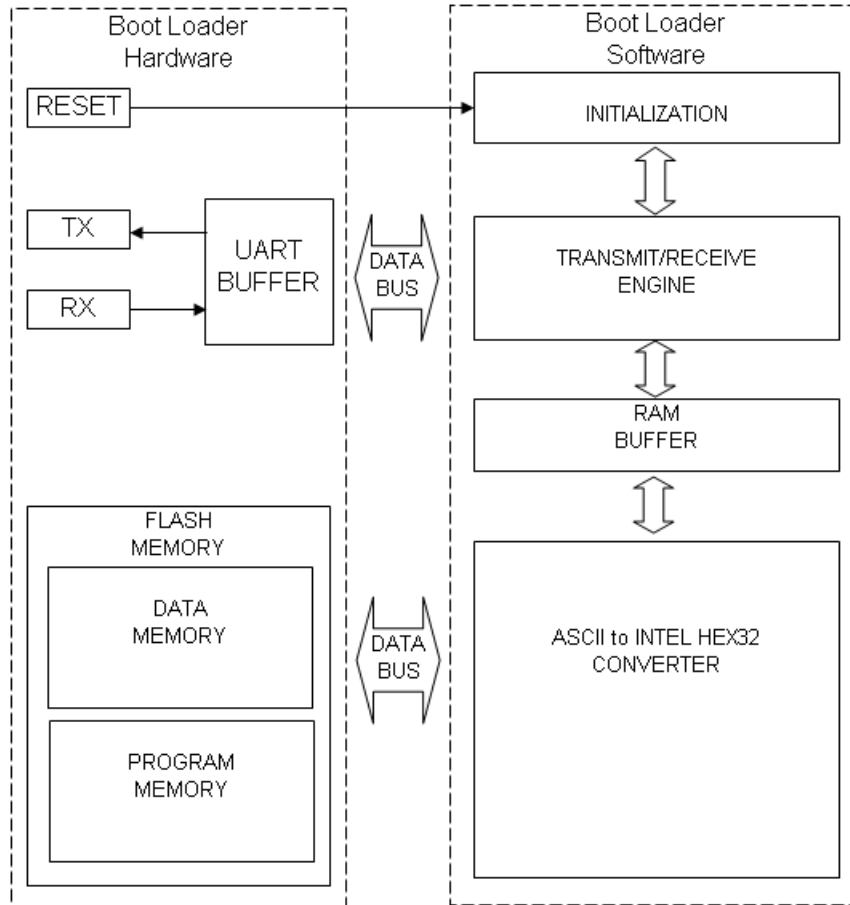 Boot Loader
Hardware
RESET
TX
RX
UART
BUFFER
FLASH
MEMORY
DATA
MEMORY
PROGRAM
MEMORY
DATA
BUS
DATA
BUS
Boot Loader
Software
INITIALIZATION
TRANSMIT/RECEIVE
ENGINE
RAM
BUFFER
ASCII to INTEL HEX32
CONVERTER